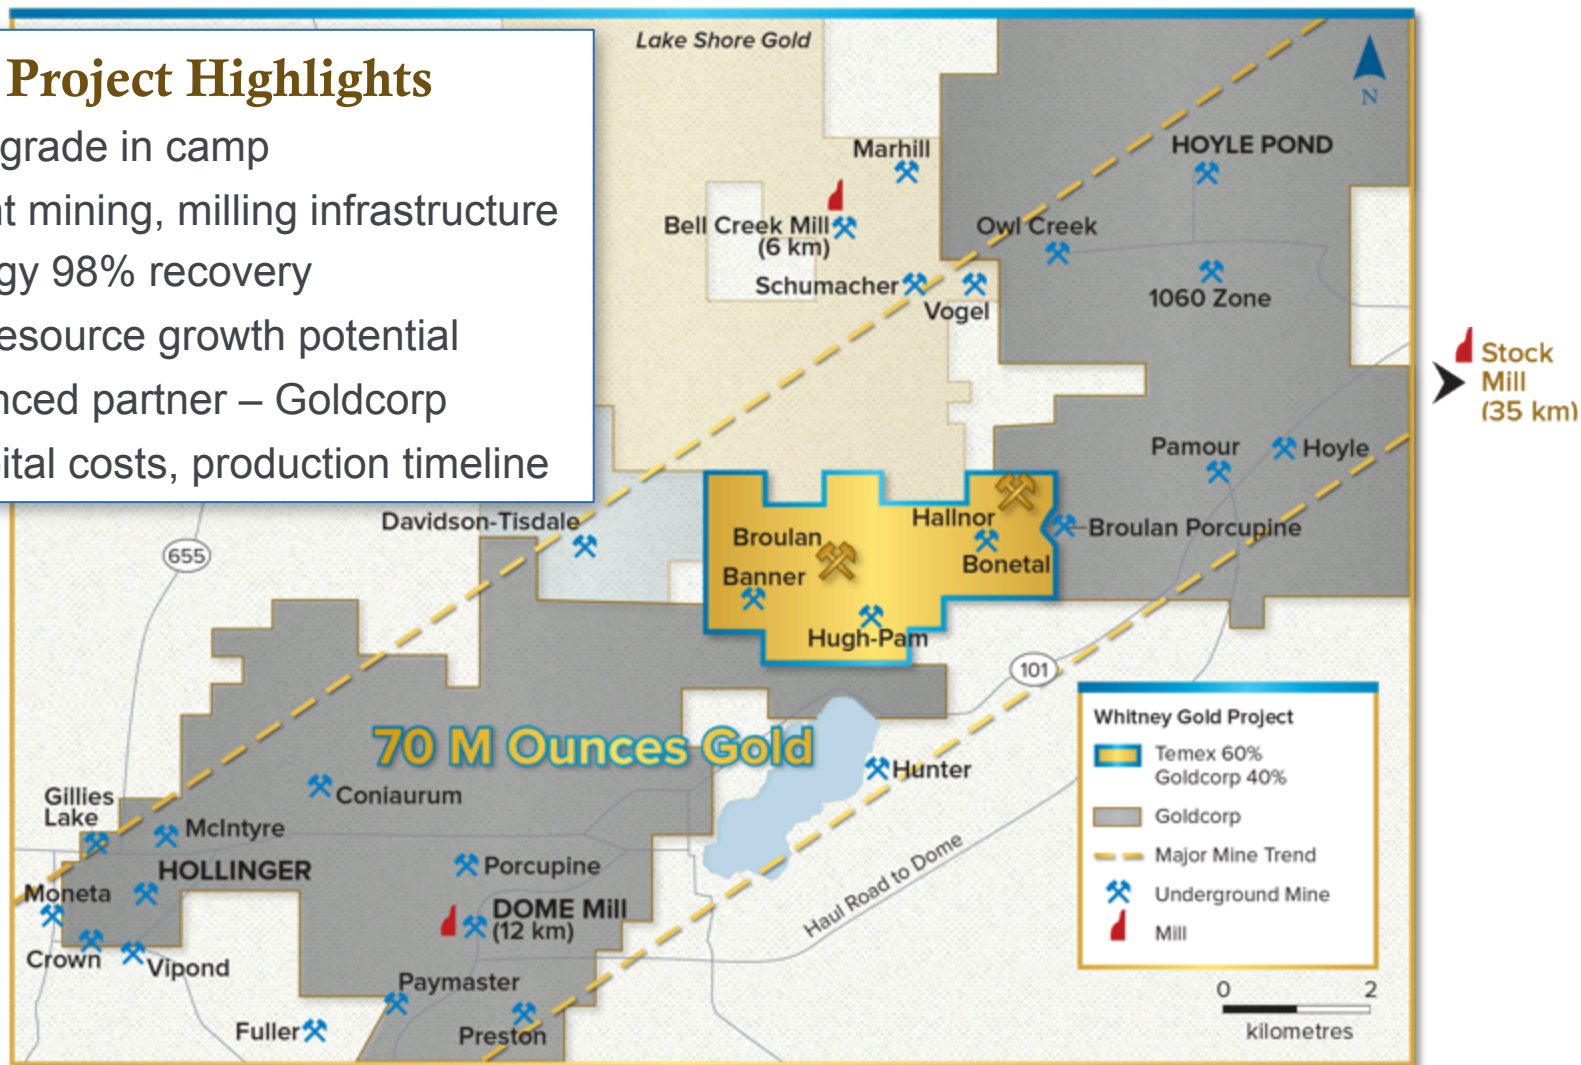 Project Highlights
grade in camp
nt mining, milling infrastructure
gy 98% recovery
esource growth potential
nced partner – Goldcorp
ital costs, production timeline
Lake Shore Gold
N
Marhill
HOYLE POND
Bell Creek Mill
(6 km)
Owl Creek
Schumacher
Vogel
1060 Zone
Stock
Mill
(35 km)
Pamour
Hoyle
Davidson-Tisdale
Hallnor
Broulan Porcupine
Broulan
655
Bonetal
Banner
Hugh-Pam
101
70 M Ounces Gold
Hunter
Coniaurum
Gillies
Lake
McIntyre
HOLLINGER
Porcupine
Moneta
DOME Mill
(12 km)
Haul Road to Dome
Crown
Vipond
Paymaster
Fuller
Preston
Whitney Gold Project
Temex 60%
Goldcorp 40%
Goldcorp
Major Mine Trend
Underground Mine
Mill
0 2
kilometres